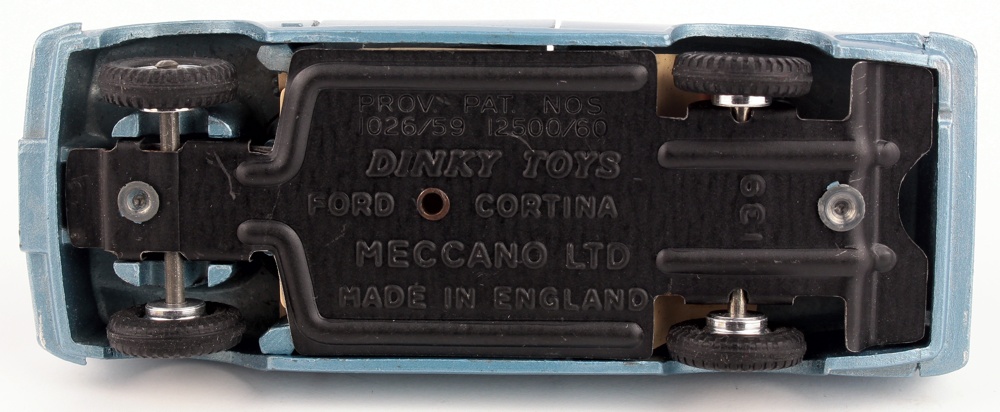 PROV. PAT. NOS
1026/59 12500/60
DINKY TOYS
FORD CORTINA
MECCANO LTD
MADE IN ENGLAND
139